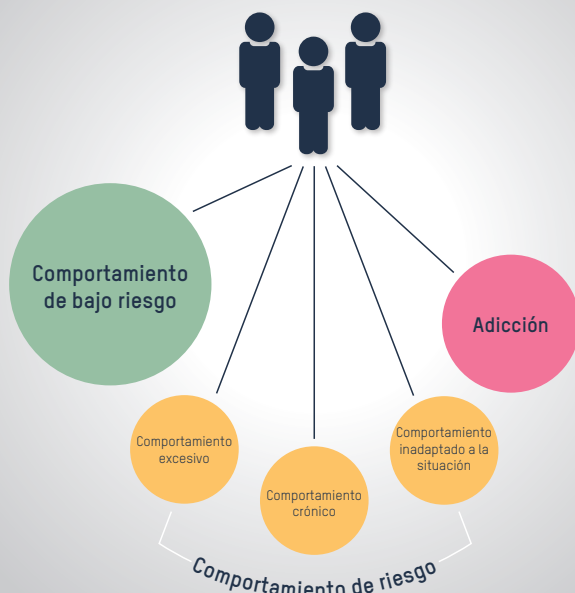 Comportamiento
de bajo riesgo
Adicción
Comportamiento
excesivo
Comportamiento
crónico
Comportamiento
inadaptado a la
situación
Comportamiento de riesgo